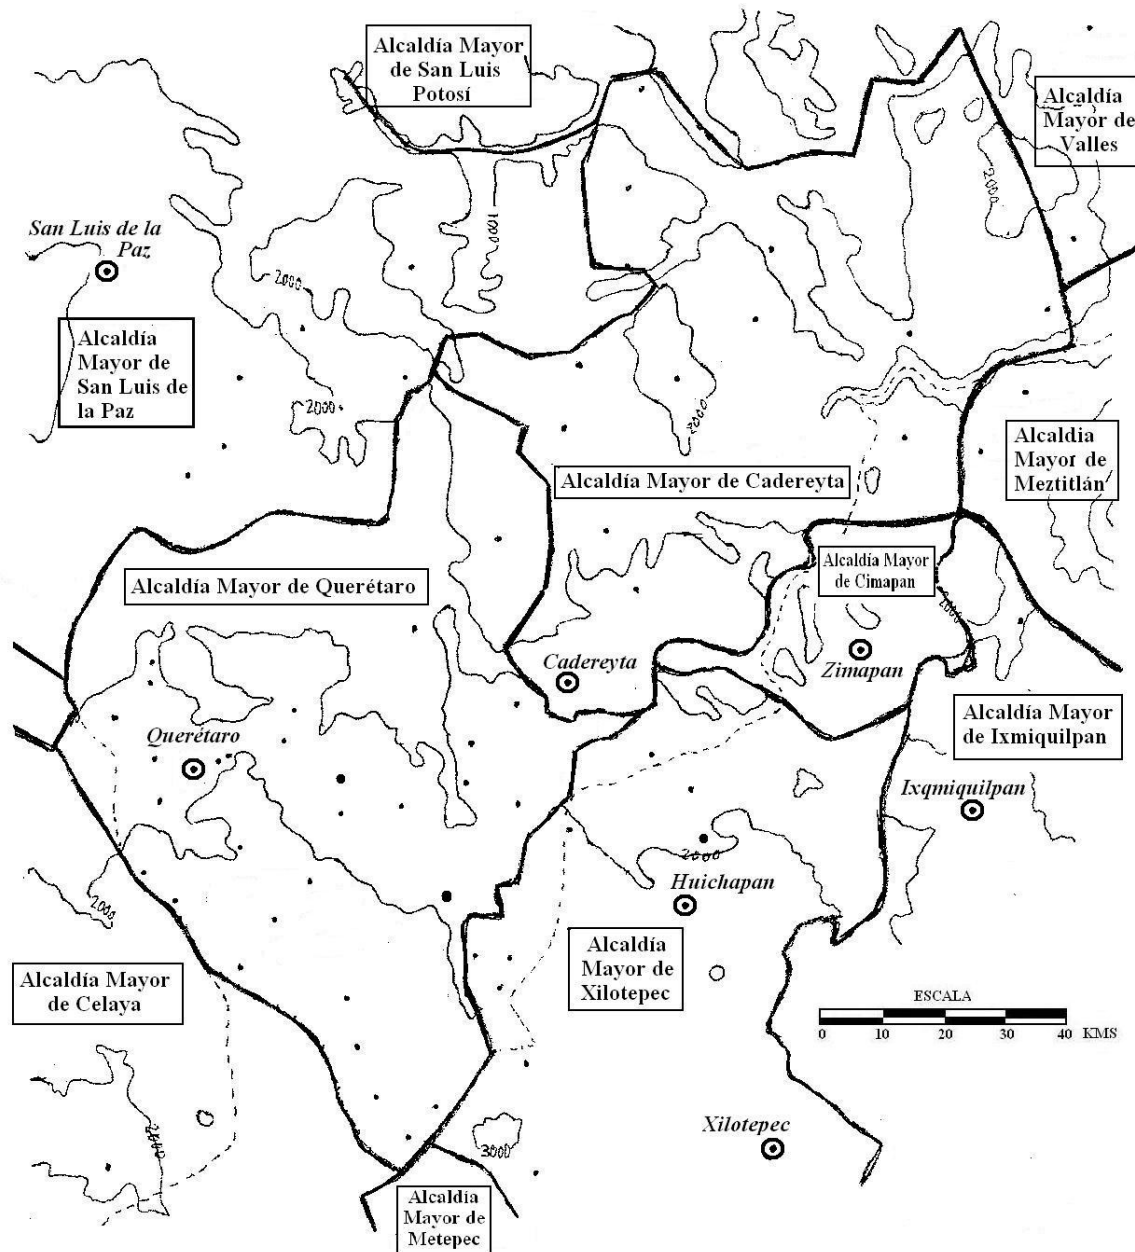 Alcaldía Mayor
de San Luis
Potosí
Alcaldía
Mayor de
Valles
2000
San Luis de la
Paz
1000
2000
Alcaldía
Mayor de
San Luis de
la Paz
2000
2000
Alcaldia
Mayor de
Meztitlán
Alcaldía Mayor de Cadereyta
Alcaldía Mayor
de Cimapan
Alcaldía Mayor de Querétaro
2000
Cadereyta
Zimapan
Alcaldía Mayor
de Ixmiquilpan
Querétaro
Ixqmiquilpan
2000
Huichapan
2000
Alcaldía
Mayor de
Xilotepec
Alcaldía Mayor
de Celaya
ESCALA
0 10 20 30 40 KMS
2000
3000
Xilotepec
Alcaldía
Mayor de
Metepec